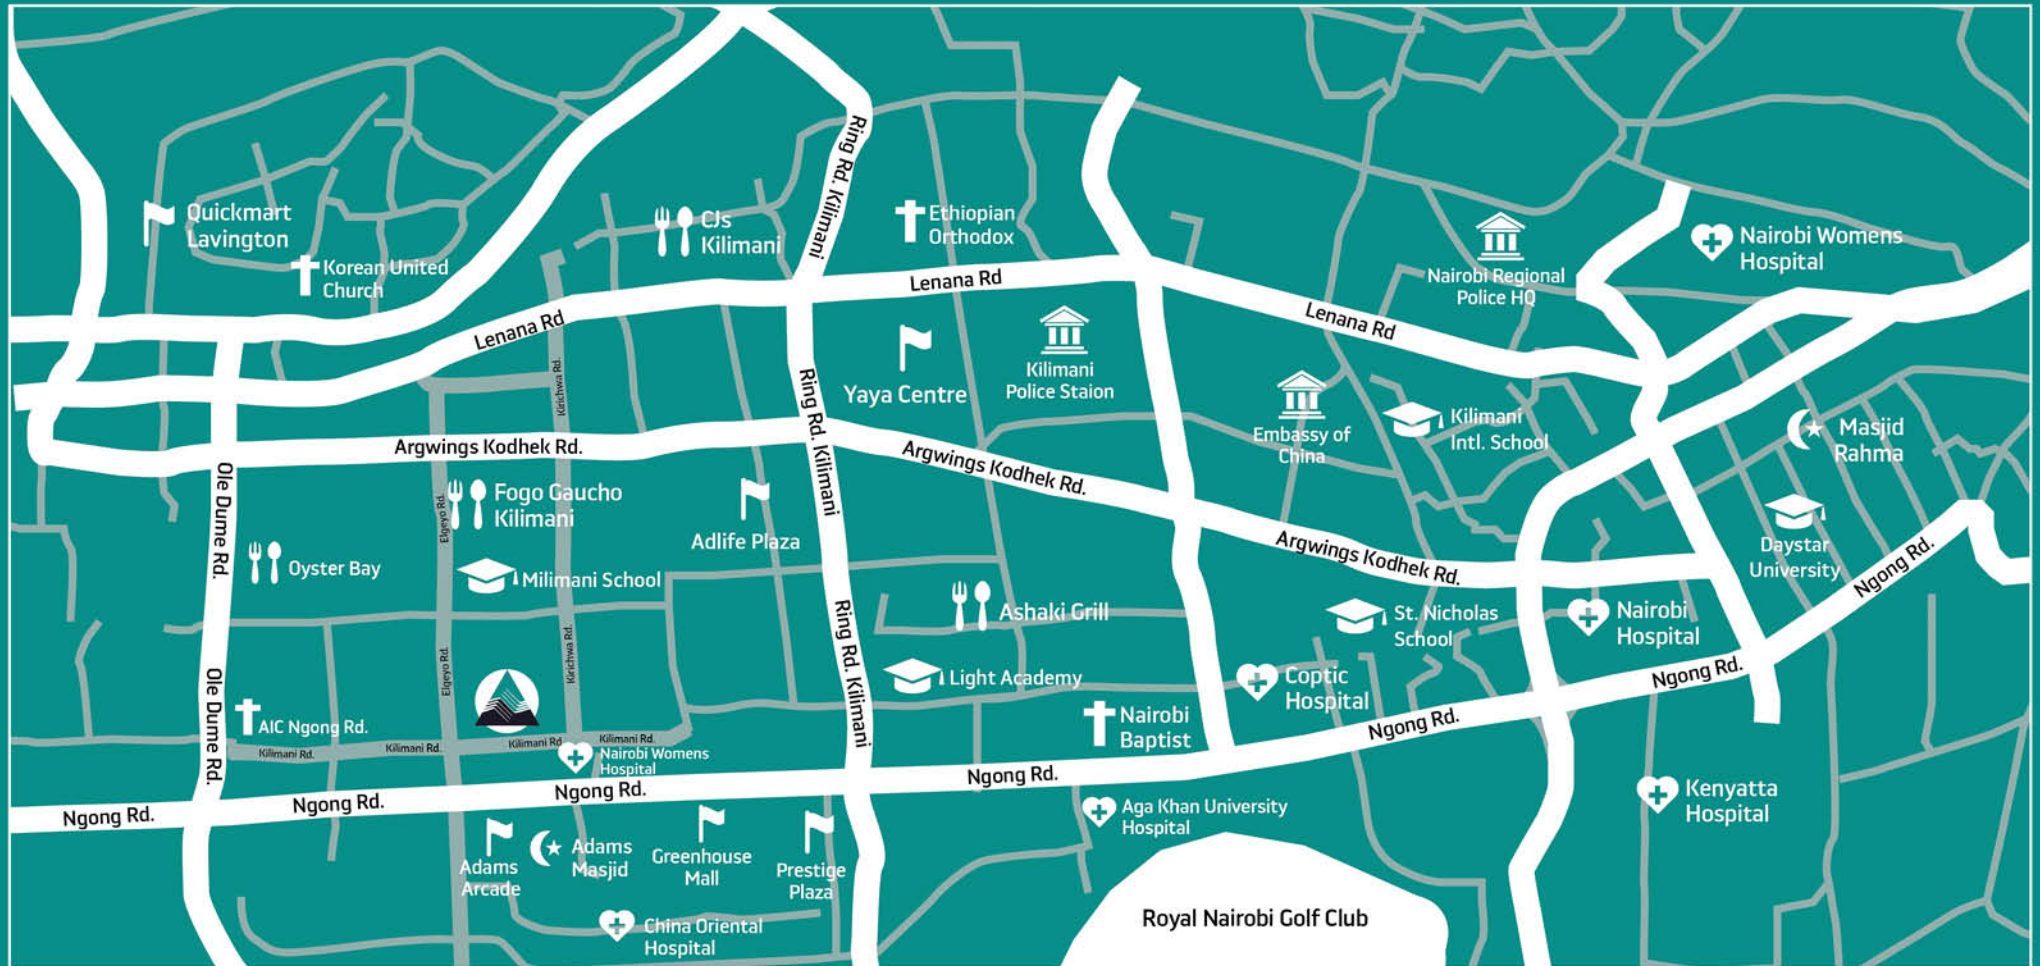 Ring Rd. Kilimani
Quickmart
Lavington
CJs
Kilimani
Ethiopian
Orthodox
Nairobi Regional
Police HQ
Nairobi Womens
Hospital
Korean United
Church
Lenana Rd
Lenana Rd
Lenana Rd
Kirichwa Rd.
Yaya Centre
Kilimani
Police Staion
Ring Rd. Kilimani
Embassy of
China
Kilimani
Intl. School
Masjid
Rahma
Argwings Kodhek Rd.
Argwings Kodhek Rd.
Ole Dume Rd.
Elgeyo Rd.
Fogo Gaucho
Kilimani
Adlife Plaza
Argwings Kodhek Rd.
Daystar
University
Ngong Rd.
Oyster Bay
Milimani School
Ashaki Grill
St. Nicholas
School
Nairobi
Hospital
Ring Rd. Kilimani
Kirichwa Rd.
Elgeyo Rd.
Ole Dume Rd.
Light Academy
Coptic
Hospital
Ngong Rd.
AIC Ngong Rd.
Nairobi
Baptist
Ngong Rd.
Kilimani Rd.
Kilimani Rd.
Kilimani Rd.
Kilimani Rd.
Nairobi Womens
Hospital
Ngong Rd.
Ngong Rd.
Ngong Rd.
Ngong Rd.
Kenyatta
Hospital
Aga Khan University
Hospital
Adams
Arcade
Adams
Masjid
Greenhouse
Mall
Prestige
Plaza
China Oriental
Hospital
Royal Nairobi Golf Club